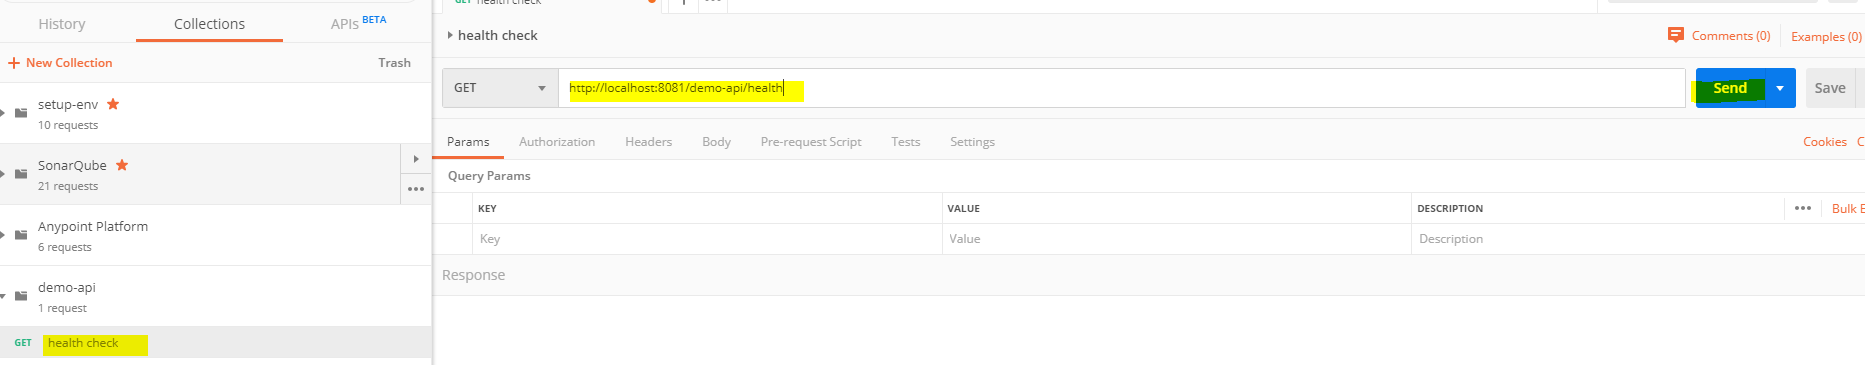 History Collections APIs BETA
+ New Collection Trash
setup-env
10 requests
SonarQube
21 requests
Anypoint Platform
6 requests
demo-api
1 request
GET health check
GET health check
health check
Comments (0) Examples (0)
GET http://localhost:8081/demo-api/health Send Save
Params Authorization Headers Body Pre-request Script Tests Settings Cookies C
Query Params
KEY VALUE DESCRIPTION Bulk E
Key Value Description
Response